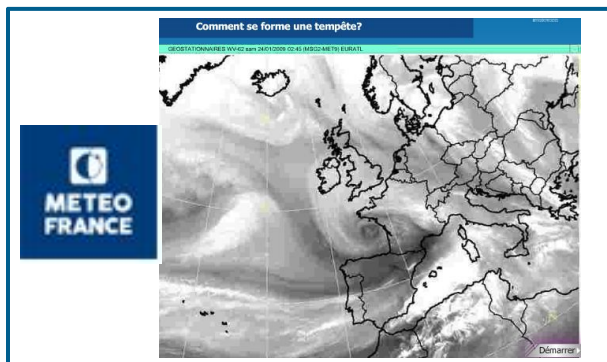 Comment se forme une tempête?
GEOSTATIONNAIRES WV-62 sam 24/01/2009 02:45 (MSG2-MET9) EURATL
METEO
FRANCE
Démarrer